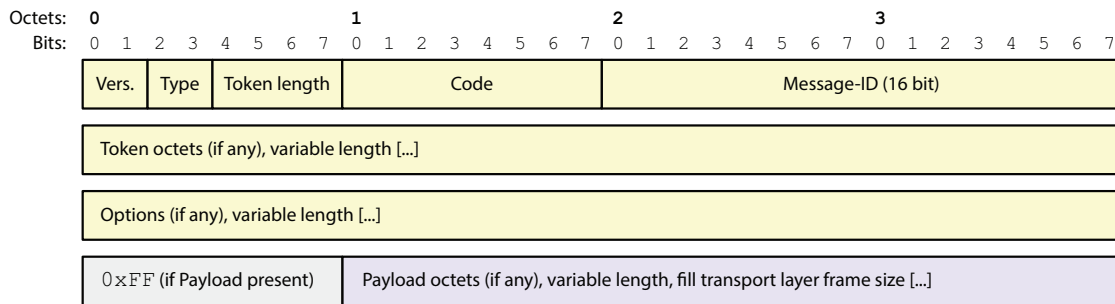 Octets: 0 1 2 3
Bits: 0 1 2 3 4 5 6 7 0 1 2 3 4 5 6 7 0 1 2 3 4 5 6 7 0 1 2 3 4 5 6 7
Vers. Type Token length Code Message-ID (16 bit)
Token octets (if any), variable length [...]
Options (if any), variable length [...]
0xFF (if Payload present) Payload octets (if any), variable length, fill transport layer frame size [...]